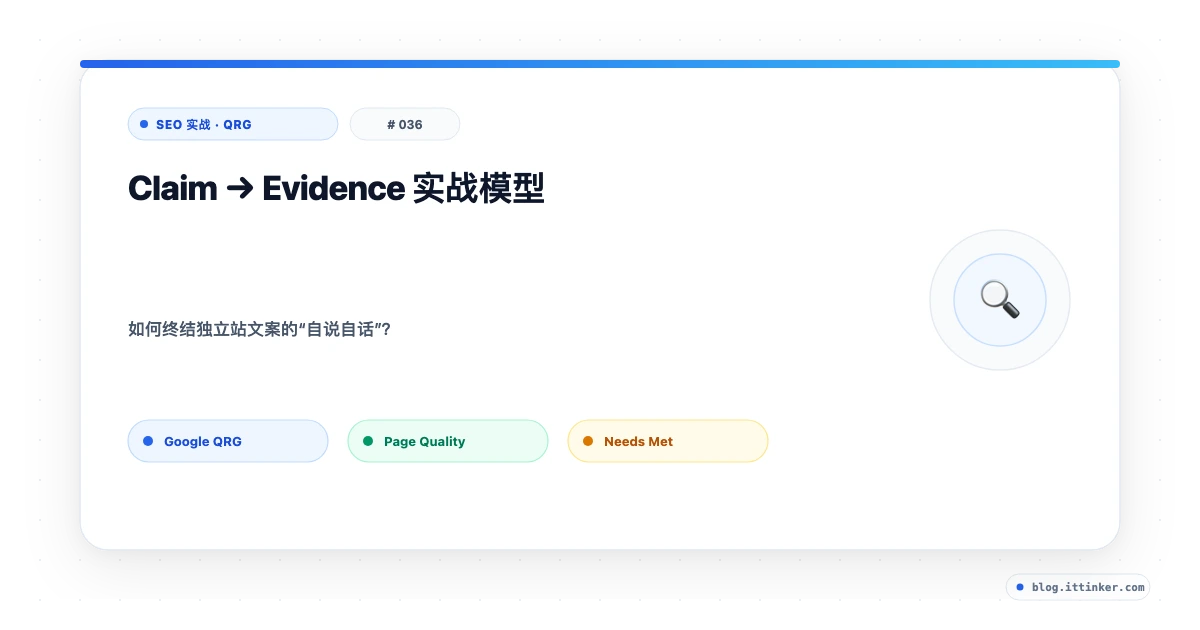 SEO 实战 · QRG
# 036
Claim → Evidence 实战模型
如何终结独立站文案的“自说自话”?
Google QRG
Page Quality
Needs Met
blog.ittinker.com